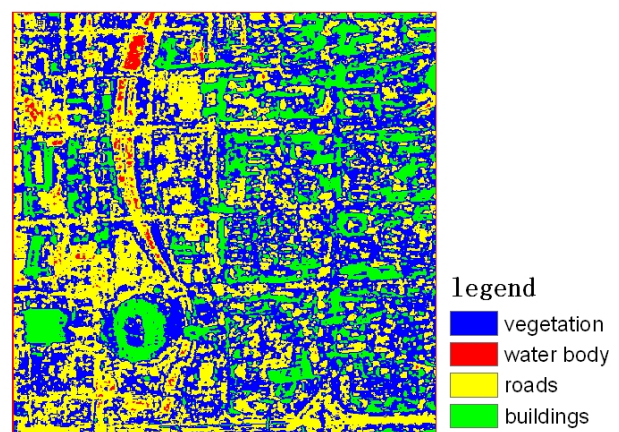 legend
vegetation
water body
roads
buildings